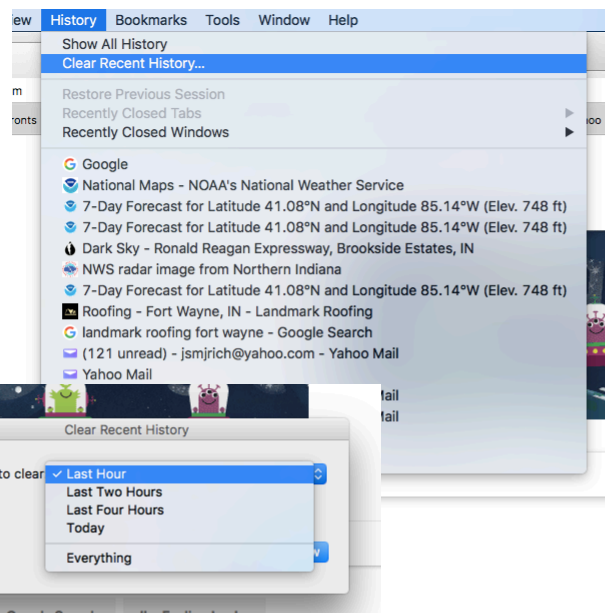 iew History Bookmarks Tools Window Help
Show All History
Clear Recent History...
m
Restore Previous Session
Recently Closed Tabs
ronts
Recently Closed Windows
Google
National Maps - NOAA's National Weather Service
7-Day Forecast for Latitude 41.08°N and Longitude 85.14°W (Elev. 748 ft)
7-Day Forecast for Latitude 41.08°N and Longitude 85.14°W (Elev. 748 ft)
Dark Sky - Ronald Reagan Expressway, Brookside Estates, IN
NWS radar image from Northern Indiana
7-Day Forecast for Latitude 41.08°N and Longitude 85.14°W (Elev. 748 ft)
Roofing - Fort Wayne, IN - Landmark Roofing
landmark roofing fort wayne - Google Search
(121 unread) - jsmjrich@yahoo.com - Yahoo Mail
Yahoo Mail
Mail
Mail
Clear Recent History
to clear ✓ Last Hour
Last Two Hours
Last Four Hours
Today
Everything